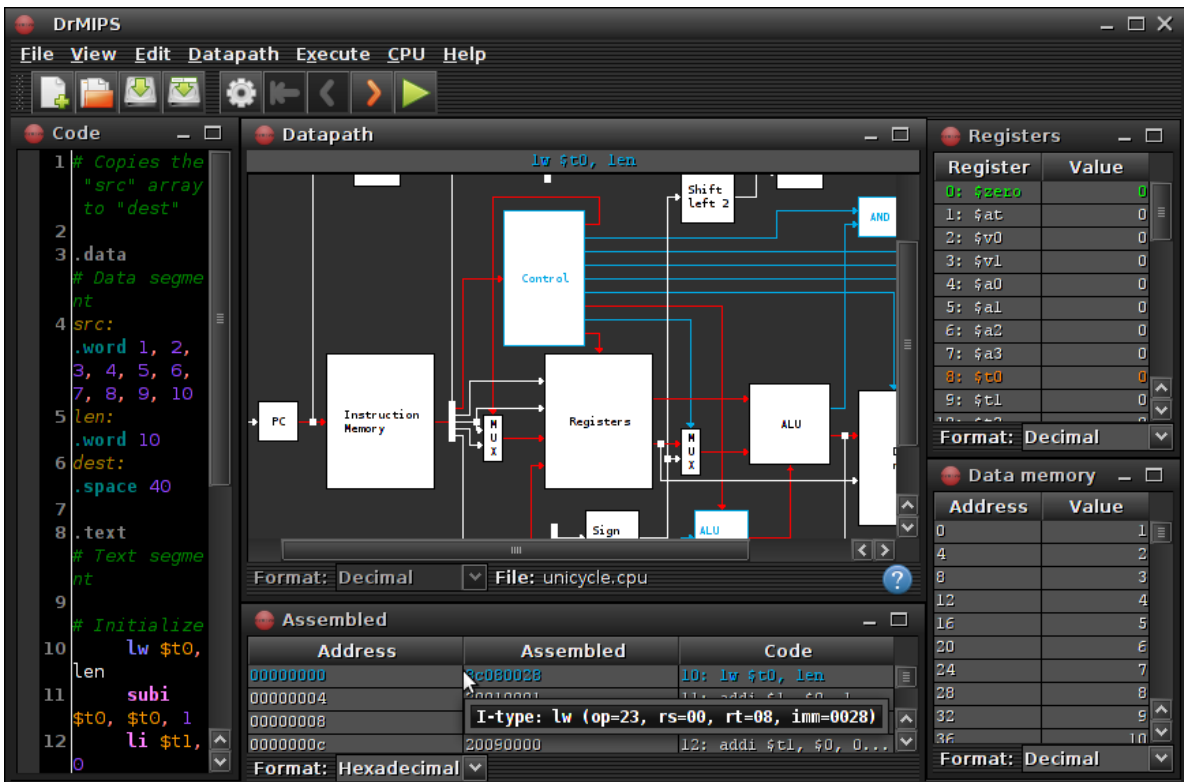 DrMIPS
File View Edit Datapath Execute CPU Help
Code
1 # Copies the
"src" array
to "dest"
2
3 .data
# Data segme
nt
4 src:
.word 1, 2,
3, 4, 5, 6,
7, 8, 9, 10
5 len:
.word 10
6 dest:
.space 40
7
8 .text
# Text segme
nt
9
# Initialize
10 lw $t0,
len
11 subi
$t0, $t0, 1
12 li $t1,
0
Datapath
lw $t0, len
Shift
left 2
AND
Control
PC
Instruction
Memory
M
U
X
Registers
M
U
X
ALU
D
Sign
ALU
Format: Decimal File: unicycle.cpu
Assembled
Address Assembled Code
00000000 8c080028 10: lw $t0, len
00000004 20010001 11: addi $1, $0, 1
00000008
I-type: lw (op=23, rs=00, rt=08, imm=0028)
0000000c 20090000 12: addi $t1, $0, 0...
Format: Hexadecimal
Registers
Register Value
0: $zero 0
1: $at 0
2: $v0 0
3: $v1 0
4: $a0 0
5: $a1 0
6: $a2 0
7: $a3 0
8: $t0 0
9: $t1 0
Format: Decimal
Data memory
Address Value
0 1
4 2
8 3
12 4
16 5
20 6
24 7
28 8
32 9
36 10
Format: Decimal